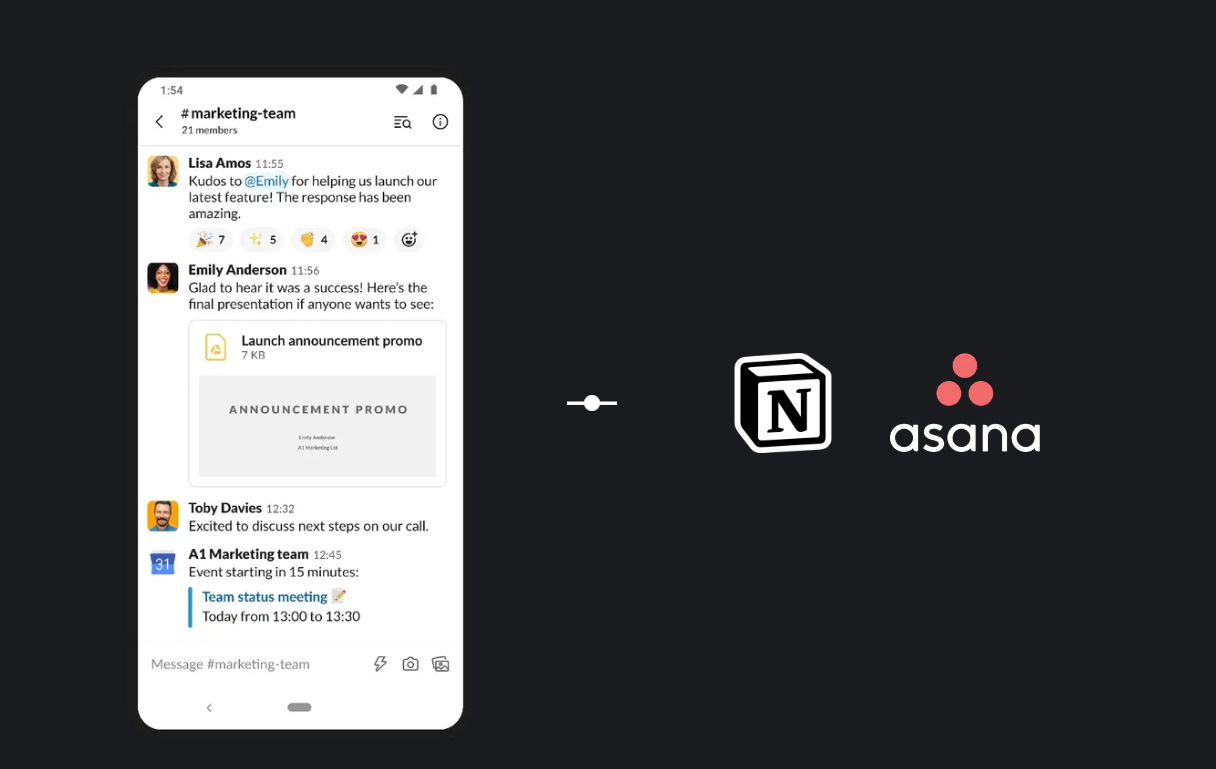 1:54
#marketing-team
21 members
Lisa Amos 11:55
Kudos to @Emily for helping us launch our
latest feature! The response has been
amazing.
7 5 4 1
Emily Anderson 11:56
Glad to hear it was a success! Here's the
final presentation if anyone wants to see:
Launch announcement promo
7 KB
ANNOUNCEMENT PROMO
Emily Anderson
A1 Marketing Ltd
Toby Davies 12:32
Excited to discuss next steps on our call.
31
A1 Marketing team 12:45
Event starting in 15 minutes:
Team status meeting
Today from 13:00 to 13:30
Message #marketing-team
N
asana